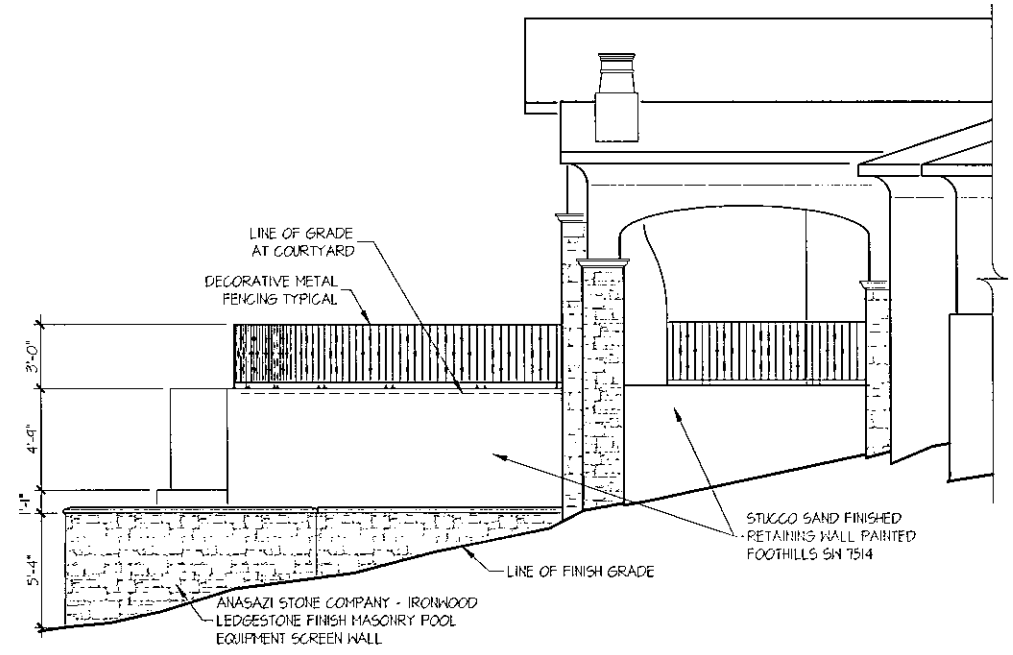 LINE OF GRADE
AT COURTYARD
DECORATIVE METAL
FENCING TYPICAL
3'-0"
4'-9"
1'-1"
5'-4"
STUCCO SAND FINISHED
RETAINING WALL PAINTED
FOOTHILLS SW 7514
LINE OF FINISH GRADE
ANASAZI STONE COMPANY - IRONWOOD
LEDGESTONE FINISH MASONRY POOL
EQUIPMENT SCREEN WALL